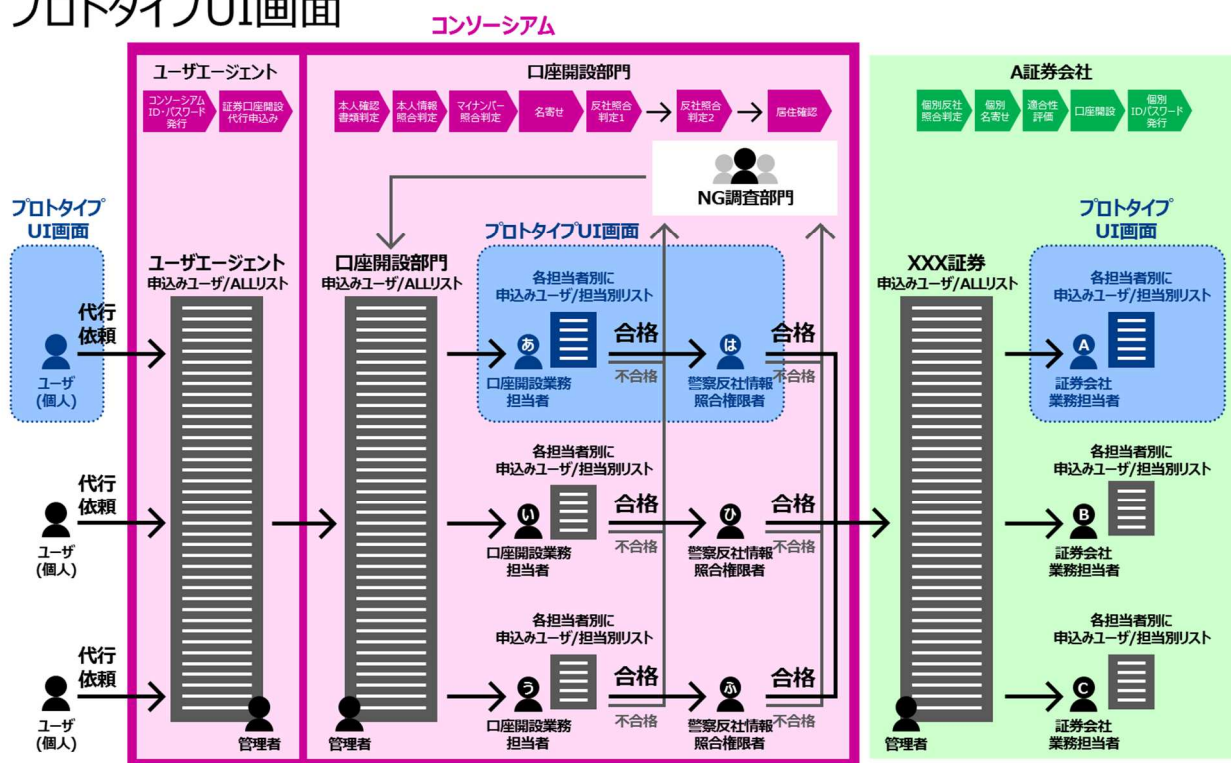 プロトタイプUI画面
コンソーシアム
ユーザエージェント
コンソーシアム
ID・パスワード
発行
証券口座開設
代行申込み
口座開設部門
本人確認
書類判定
本人情報
照合判定
マイナンバー
照合判定
名寄せ
反社照合
判定1
反社照合
判定2
居住確認
A証券会社
個別反社
照合判定
個別
名寄せ
適合性
評価
口座開設
個別
IDパスワード
発行
NG調査部門
プロトタイプ
UI画面
プロトタイプUI画面
プロトタイプ
UI画面
ユーザエージェント
申込みユーザ/ALLリスト
口座開設部門
申込みユーザ/ALLリスト
XXX証券
申込みユーザ/ALLリスト
代行
依頼
ユーザ
(個人)
各担当者別に
申込みユーザ/担当別リスト
あ
口座開設業務
担当者
合格
不合格
は
警察反社情報
照合権限者
合格
不合格
各担当者別に
申込みユーザ/担当別リスト
A
証券会社
業務担当者
代行
依頼
ユーザ
(個人)
各担当者別に
申込みユーザ/担当別リスト
い
口座開設業務
担当者
合格
不合格
ひ
警察反社情報
照合権限者
合格
不合格
各担当者別に
申込みユーザ/担当別リスト
B
証券会社
業務担当者
代行
依頼
ユーザ
(個人)
各担当者別に
申込みユーザ/担当別リスト
う
口座開設業務
担当者
合格
不合格
ふ
警察反社情報
照合権限者
合格
不合格
各担当者別に
申込みユーザ/担当別リスト
C
証券会社
業務担当者
管理者
管理者
管理者